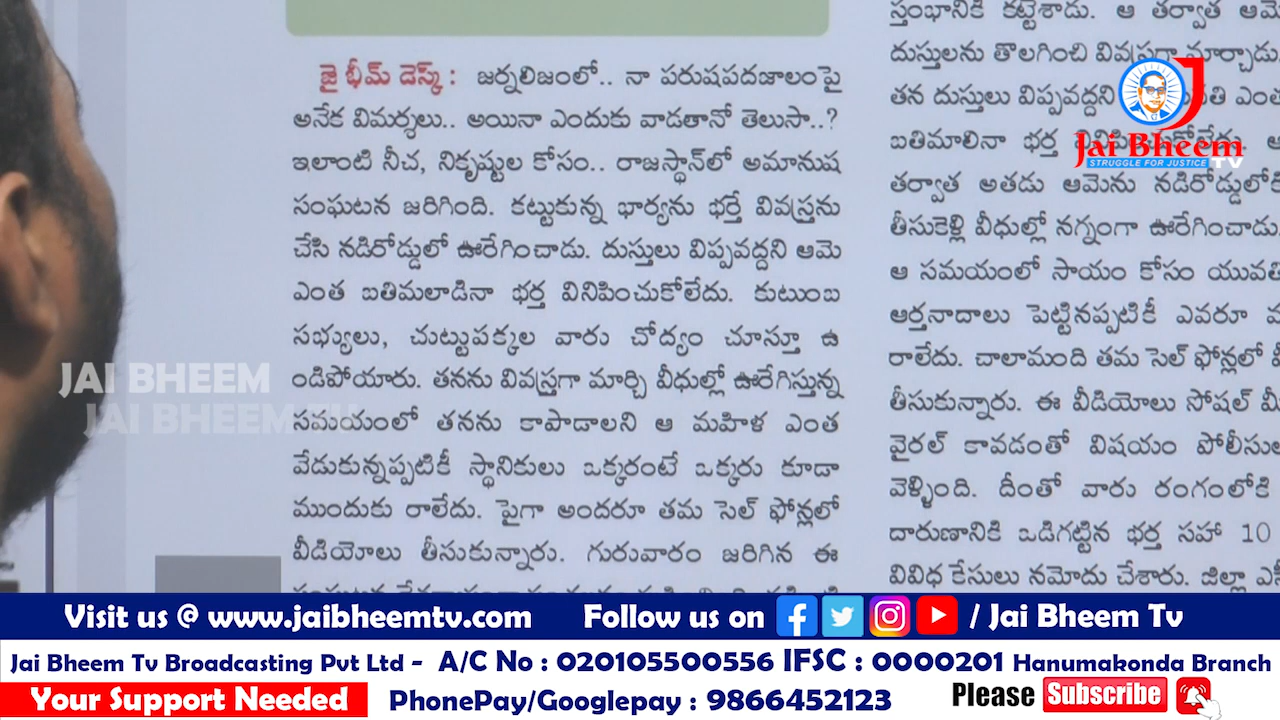 జై భీమ్ డెస్క్ : జర్నలిజంలో.. నా పరుషపదజాలంపై
అనేక విమర్శలు.. అయినా ఎందుకు వాడతానో తెలుసా..?
ఇలాంటి నీచ, నికృష్టుల కోసం.. రాజస్థాన్‌లో అమానుష
సంఘటన జరిగింది. కట్టుకున్న భార్యను భర్తే వివస్త్రను
చేసి నడిరోడ్డులో ఊరేగించాడు. దుస్తులు విప్పవద్దని ఆమె
ఎంత బతిమలాడినా భర్త వినిపించుకోలేదు. కుటుంబ
సభ్యులు, చుట్టుపక్కల వారు చోద్యం చూస్తూ ఉ
ండిపోయారు. తనను వివస్త్రగా మార్చి వీధుల్లో ఊరేగిస్తున్న
సమయంలో తనను కాపాడాలని ఆ మహిళ ఎంత
వేడుకున్నప్పటికీ స్థానికులు ఒక్కరంటే ఒక్కరు కూడా
ముందుకు రాలేదు. పైగా అందరూ తమ సెల్ ఫోన్లలో
వీడియోలు తీసుకున్నారు. గురువారం జరిగిన ఈ
స్తంభానికి కట్టేశాడు. ఆ తర్వాత
దుస్తులను తొలగించి వివస్త్రగా మార్చాడు.
తన దుస్తులు విప్పవద్దని
బతిమాలినా భర్త వినిపించుకోలేదు.
తర్వాత అతడు ఆమెను నడిరోడ్డులోకి
తీసుకెళ్లి వీధుల్లో నగ్నంగా ఊరేగించాడు.
ఆ సమయంలో సాయం కోసం యువతి
ఆర్తనాదాలు పెట్టినప్పటికీ ఎవరూ
రాలేదు. చాలామంది తమ సెల్ ఫోన్లలో
తీసుకున్నారు. ఈ వీడియోలు సోషల్
వైరల్ కావడంతో విషయం
వెళ్ళింది. దీంతో వారు రంగంలోకి
దారుణానికి ఒడిగట్టిన భర్త సహా 10
వివిధ కేసులు నమోదు చేశారు. జిల్లా
Jai Bheem
STRUGGLE FOR JUSTICE TV
JAI BHEEM
JAI BHEEM TV
Visit us @ www.jaibheemtv.com Follow us on / Jai Bheem Tv
Jai Bheem Tv Broadcasting Pvt Ltd - A/C No : 020105500556 IFSC : 0000201 Hanumakonda Branch
Your Support Needed PhonePay/Googlepay : 9866452123 Please Subscribe